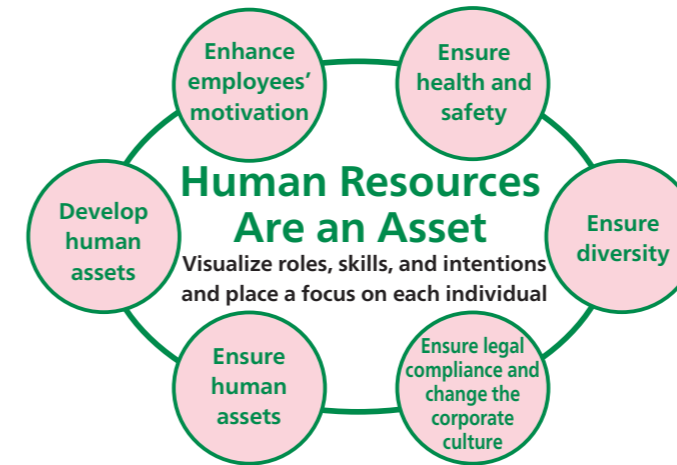 Enhance
employees’
motivation
Ensure
health and
safety
Human Resources
Are an Asset
Visualize roles, skills, and intentions
and place a focus on each individual
Develop
human
assets
Ensure
diversity
Ensure
human
assets
Ensure legal
compliance and
change the
corporate
culture